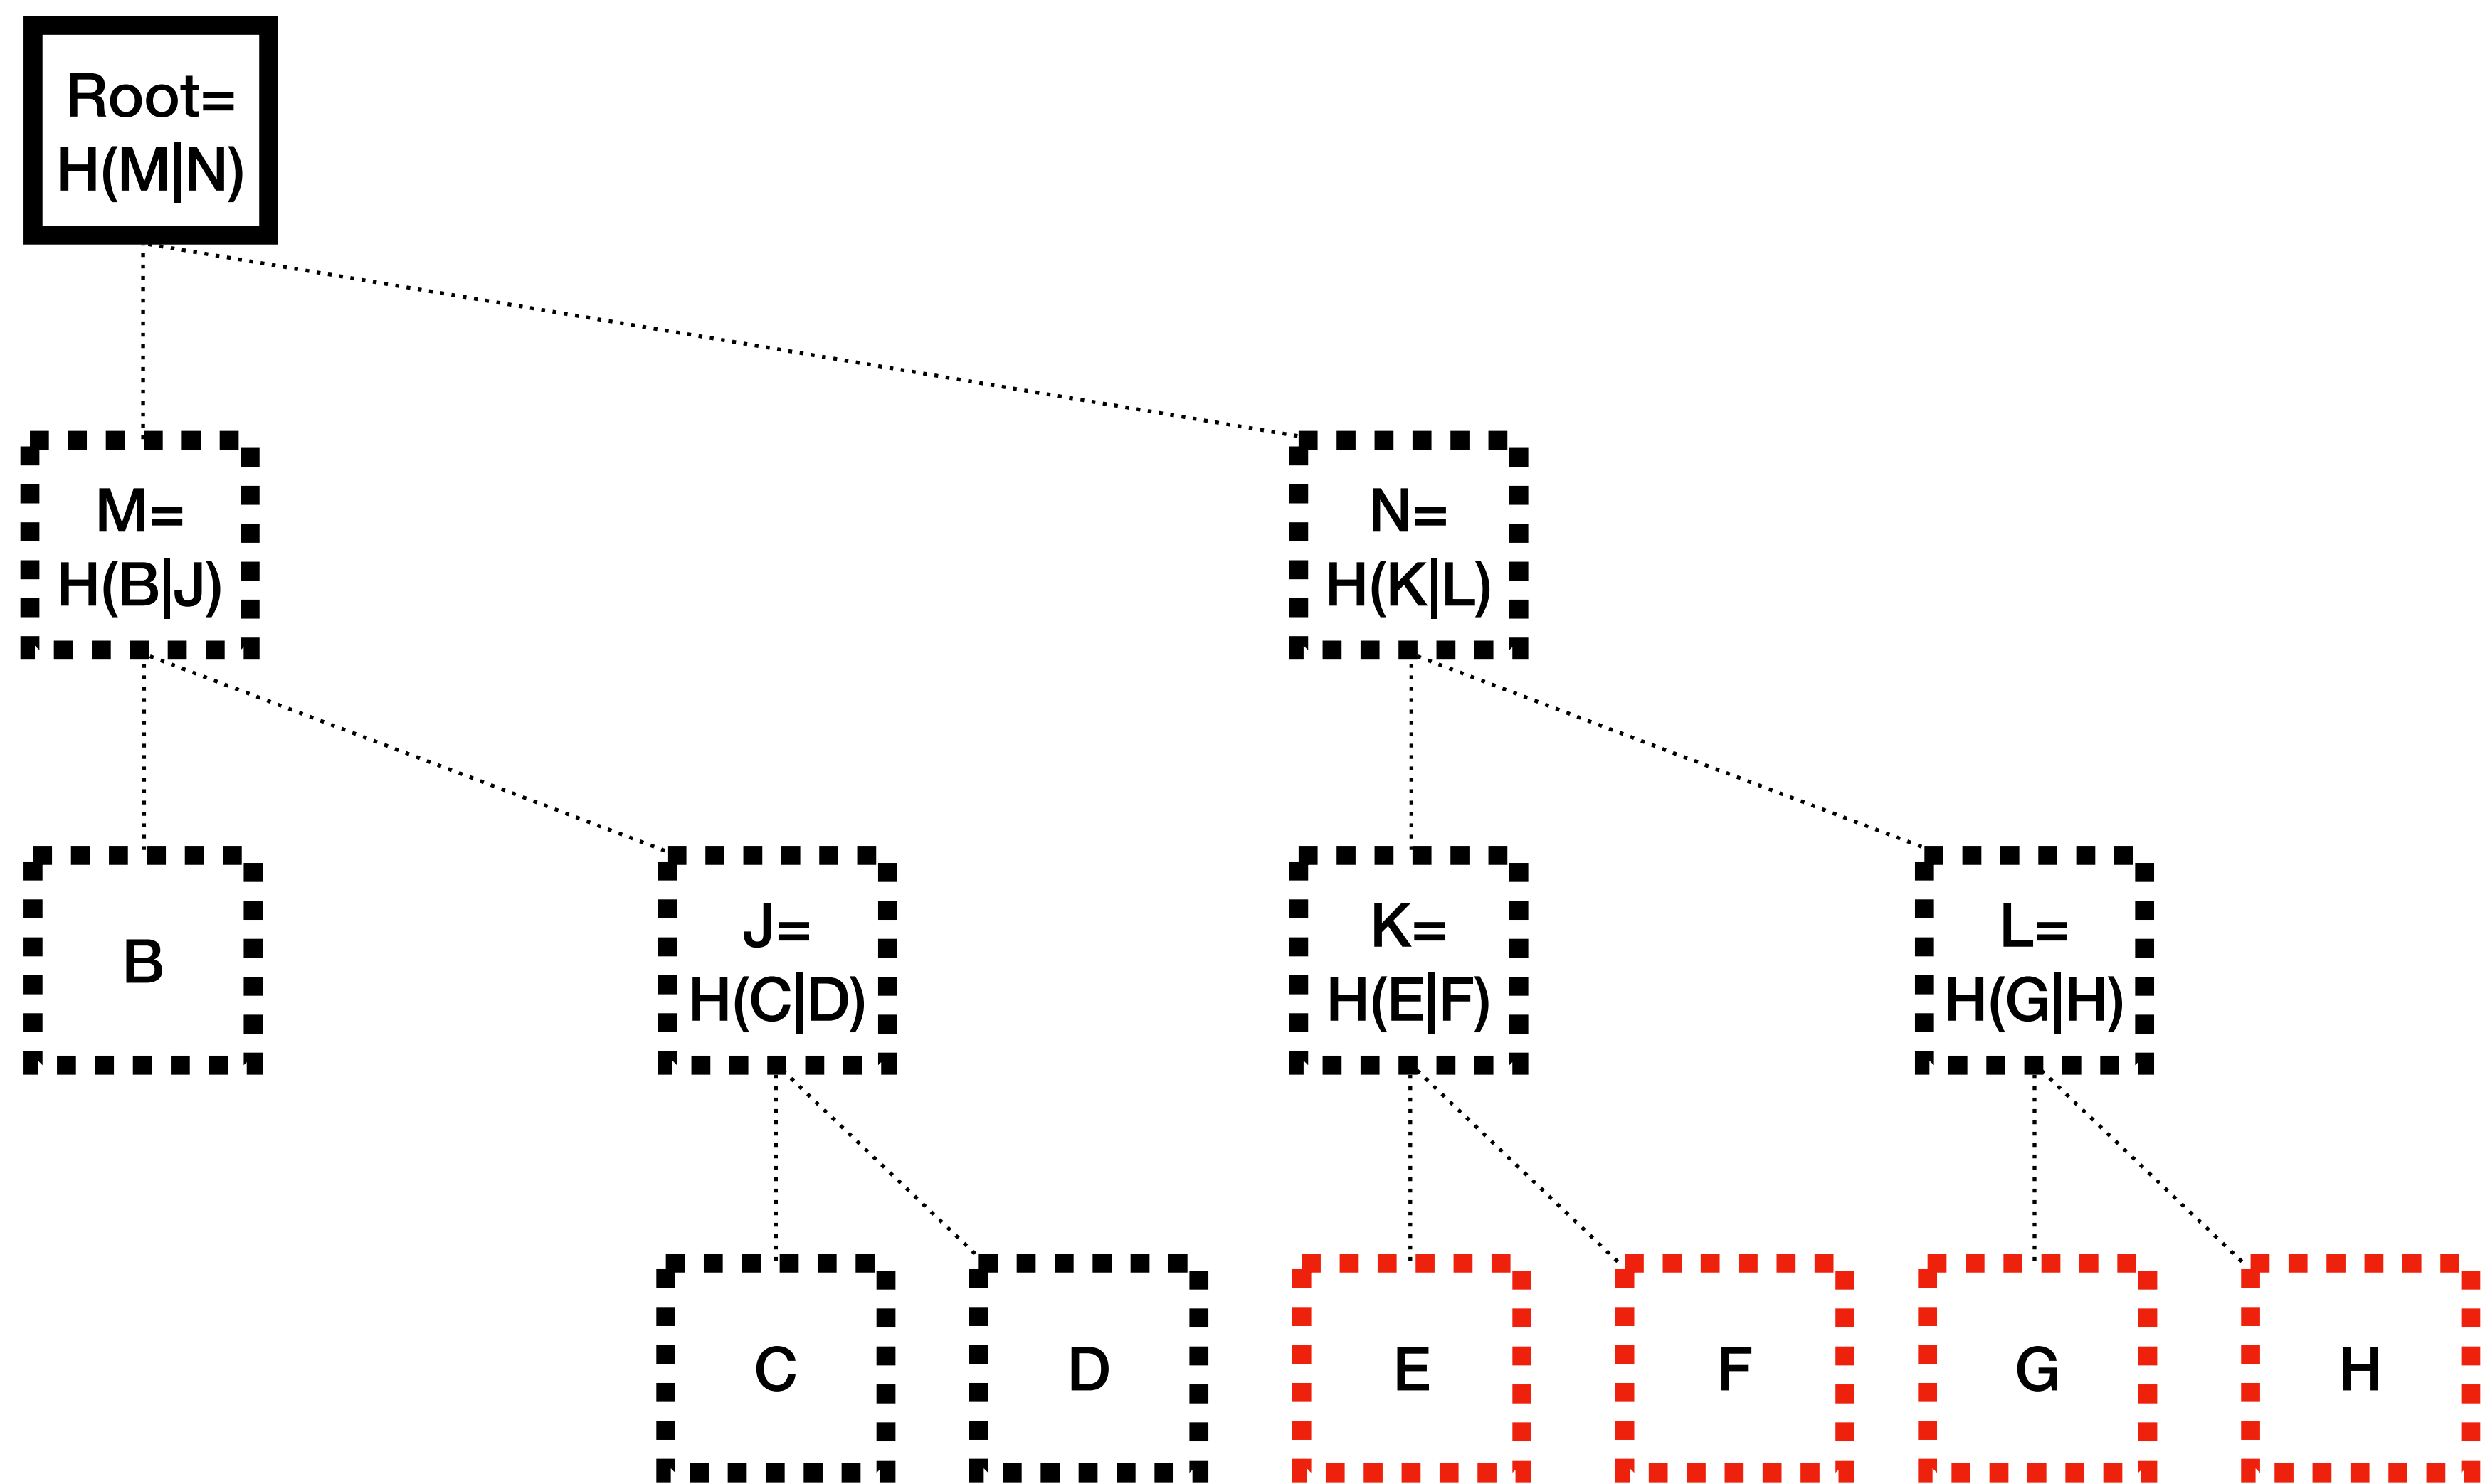 Root=
H(M|N)
M=
H(B|J)
N=
H(K|L)
B
J=
H(C|D)
K=
H(E|F)
L=
H(G|H)
C
D
E
F
G
H